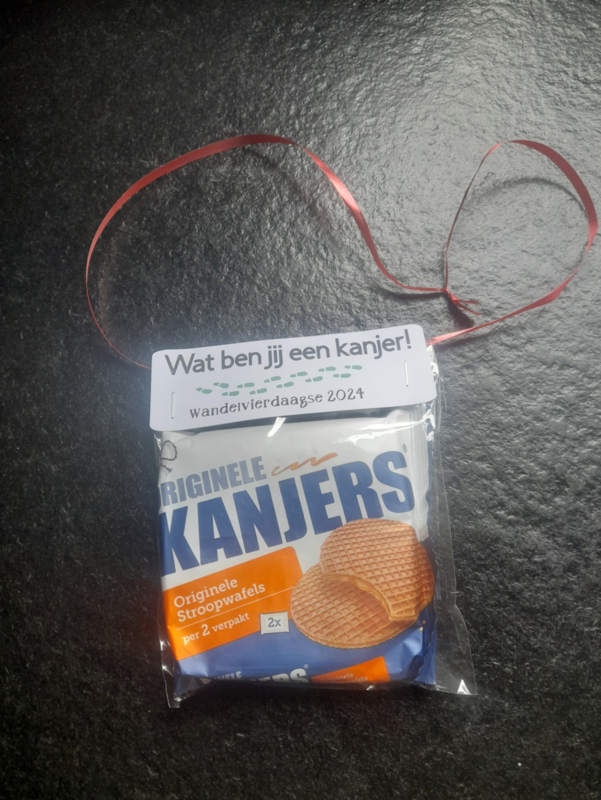 Wat ben jij een kanjer!
Wandelvierdaagse 2024
RIGINELE
KANJERS
Originele
Stroopwafels
per 2 verpakt
2x